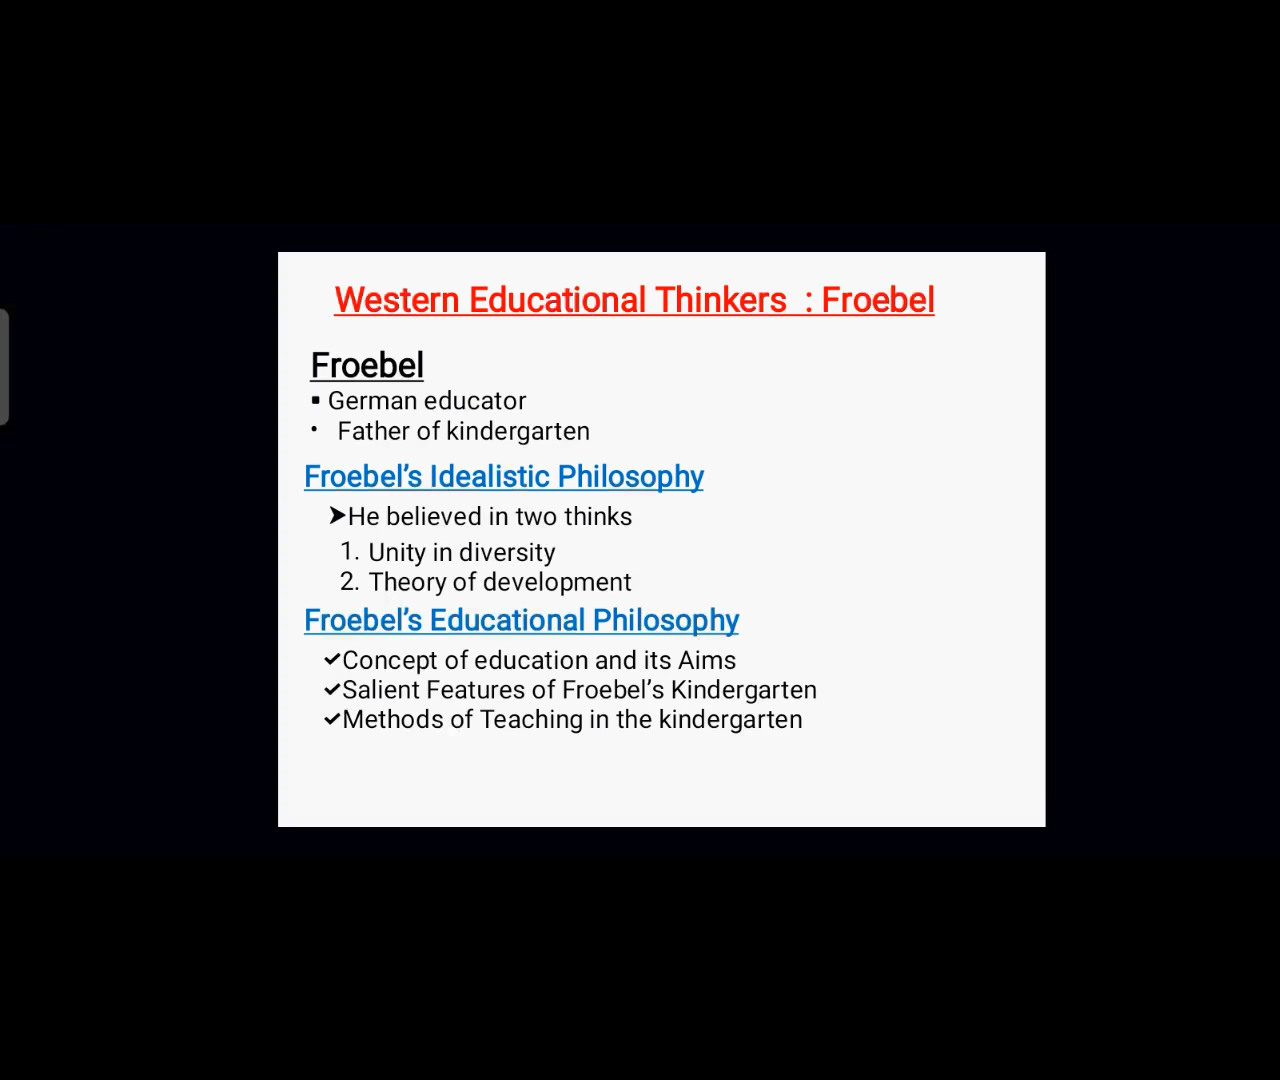 Western Educational Thinkers : Froebel
Froebel
▪ German educator
• Father of kindergarten
Froebel’s Idealistic Philosophy
➤He believed in two thinks
1. Unity in diversity
2. Theory of development
Froebel’s Educational Philosophy
✓Concept of education and its Aims
✓Salient Features of Froebel’s Kindergarten
✓Methods of Teaching in the kindergarten